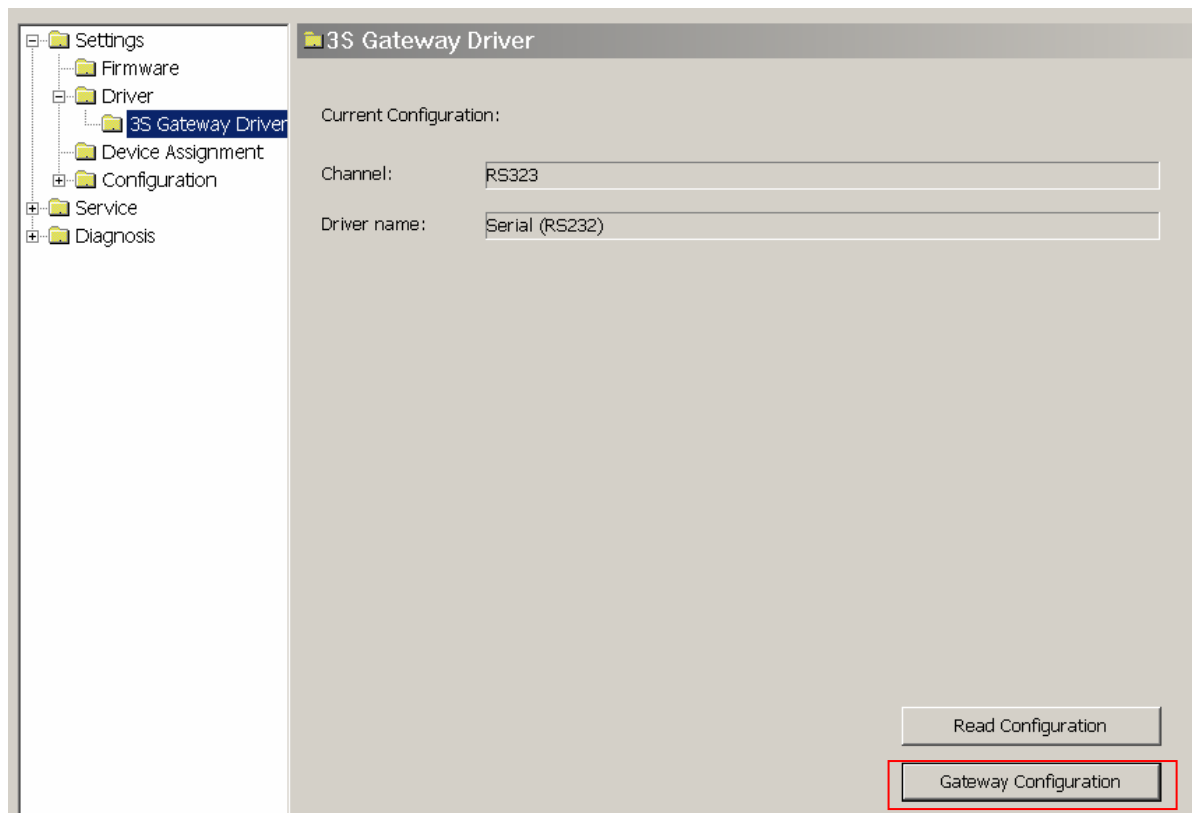 Settings
Firmware
Driver
3S Gateway Driver
Device Assignment
Configuration
Service
Diagnosis
3S Gateway Driver
Current Configuration:
Channel: RS323
Driver name: Serial (RS232)
Read Configuration
Gateway Configuration